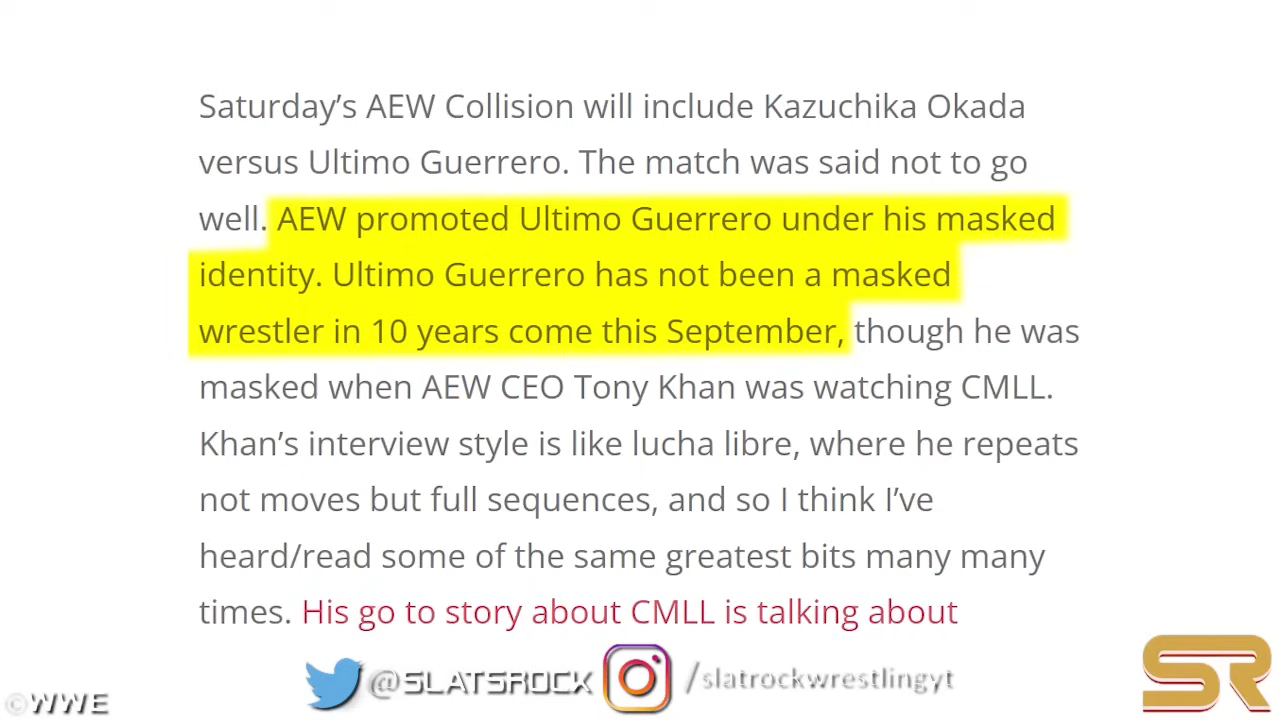 Saturday’s AEW Collision will include Kazuchika Okada
versus Ultimo Guerrero. The match was said not to go
well. AEW promoted Ultimo Guerrero under his masked
identity. Ultimo Guerrero has not been a masked
wrestler in 10 years come this September, though he was
masked when AEW CEO Tony Khan was watching CMLL.
Khan’s interview style is like lucha libre, where he repeats
not moves but full sequences, and so I think I’ve
heard/read some of the same greatest bits many many
times. His go to story about CMLL is talking about
@SLATSROCK /slatrockwrestlingyt
SR
©WWE